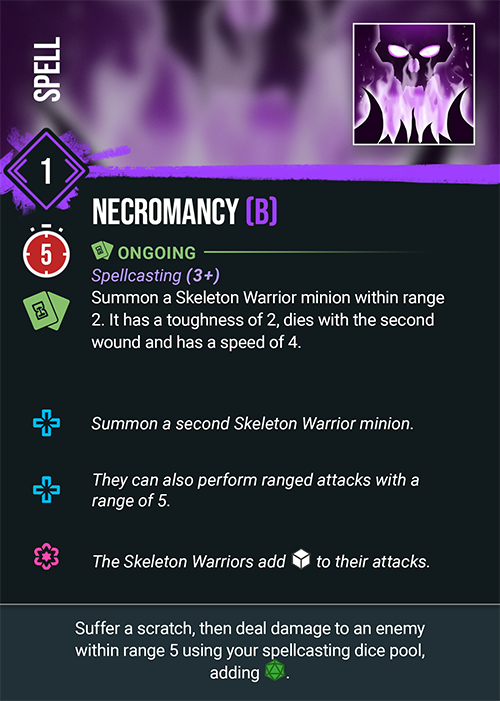 SPELL
1
NECROMANCY (B)
5
ONGOING
Spellcasting (3+)
Summon a Skeleton Warrior minion within range
2. It has a toughness of 2, dies with the second
wound and has a speed of 4.
Summon a second Skeleton Warrior minion.
They can also perform ranged attacks with a
range of 5.
The Skeleton Warriors add to their attacks.
Suffer a scratch, then deal damage to an enemy
within range 5 using your spellcasting dice pool,
adding .